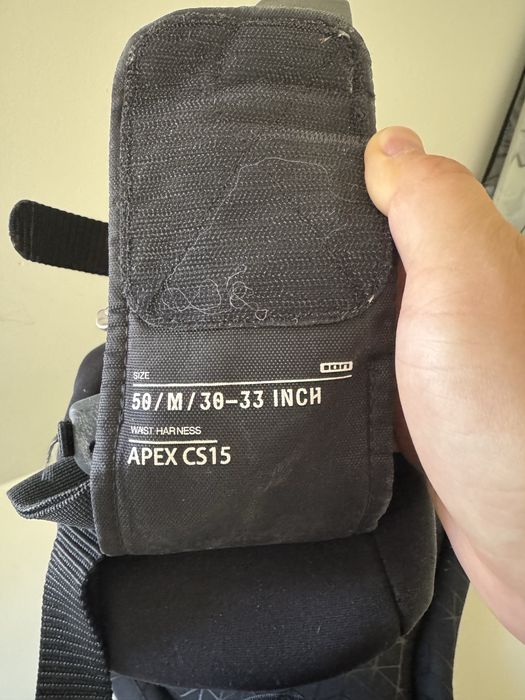 SIZE
50/M/30-33 INCH
WAIST HARNESS
APEX CS15